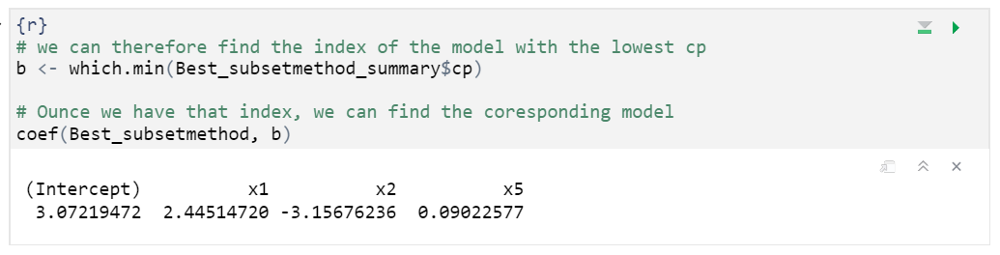 {r}
# we can therefore find the index of the model with the lowest cp
b <- which.min(Best_subsetmethod_summary$cp)
# Ounce we have that index, we can find the coresponding model
coef(Best_subsetmethod, b)
(Intercept) x1 x2 x5
3.07219472 2.44514720 -3.15676236 0.09022577